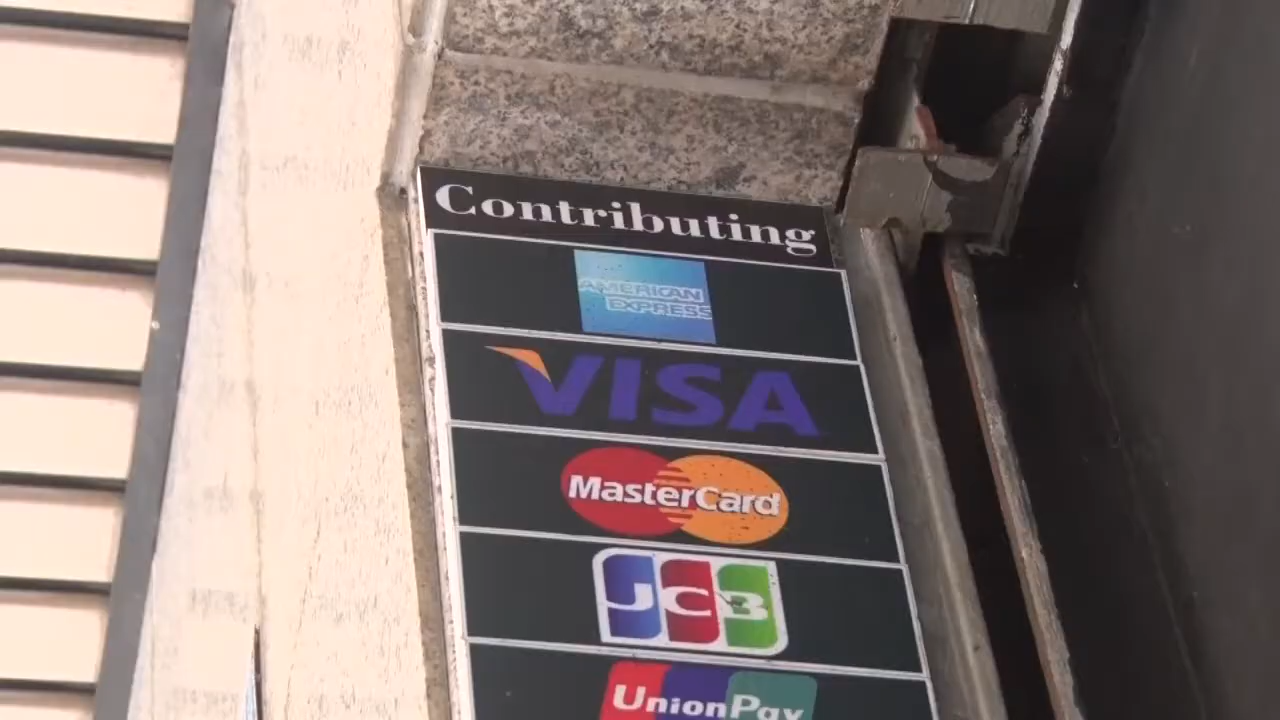 Contributing
AMERICAN
EXPRESS
VISA
MasterCard
JCB
UnionPay